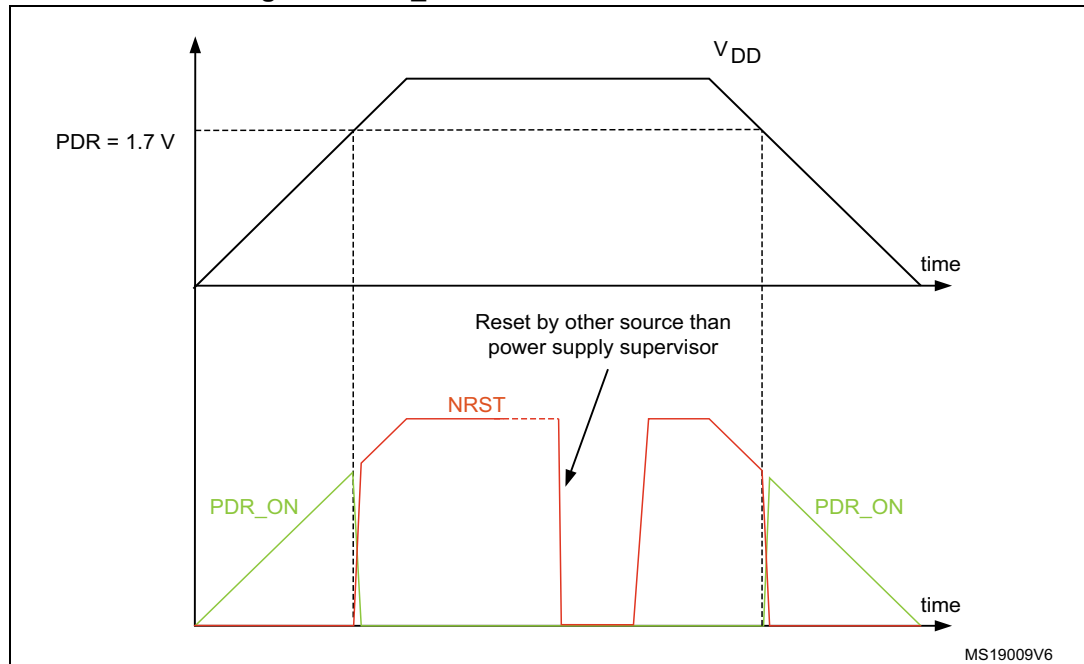 V DD
PDR = 1.7 V
time
Reset by other source than
power supply supervisor
NRST
PDR_ON
PDR_ON
time
MS19009V6